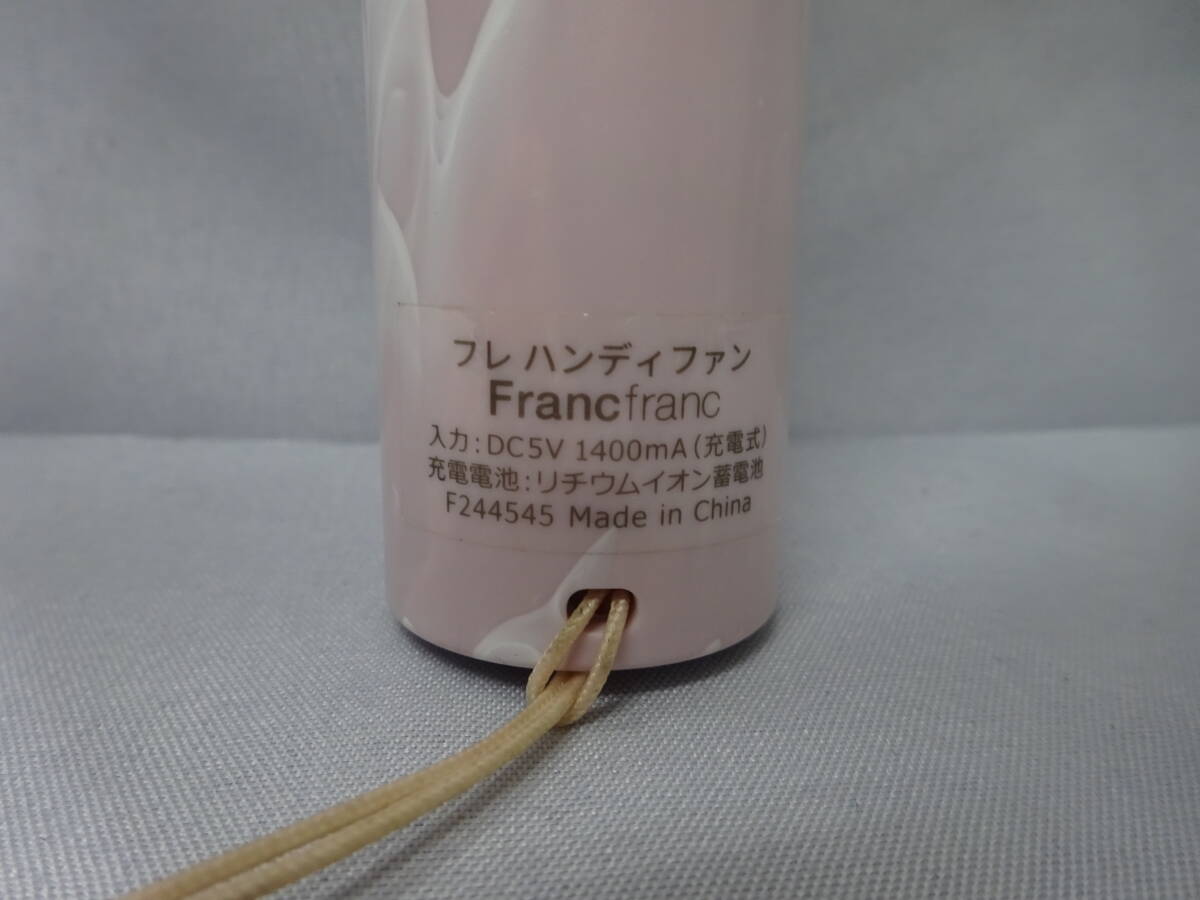 フレ ハンディファン
Francfranc
入力:DC5V 1400mA(充電式)
充電電池:リチウムイオン蓄電池
F244545 Made in China